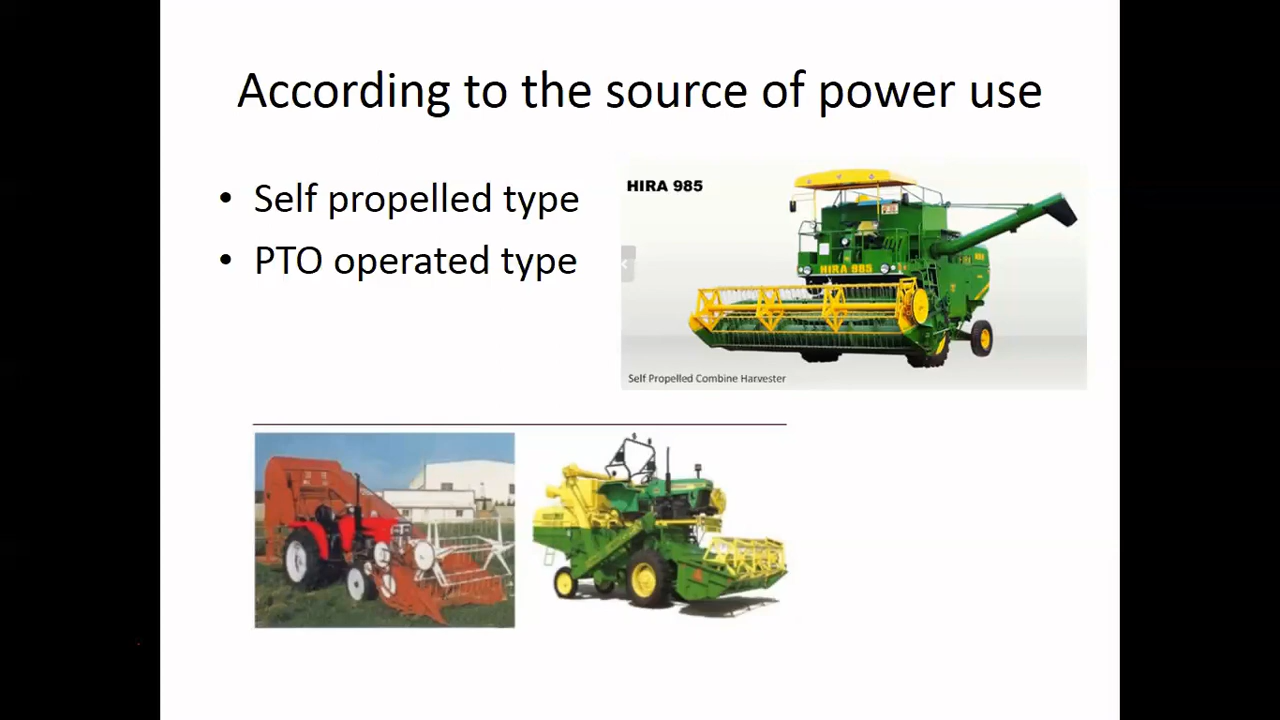 According to the source of power use
• Self propelled type
• PTO operated type
HIRA 985
HIRA 985
Self Propelled Combine Harvester